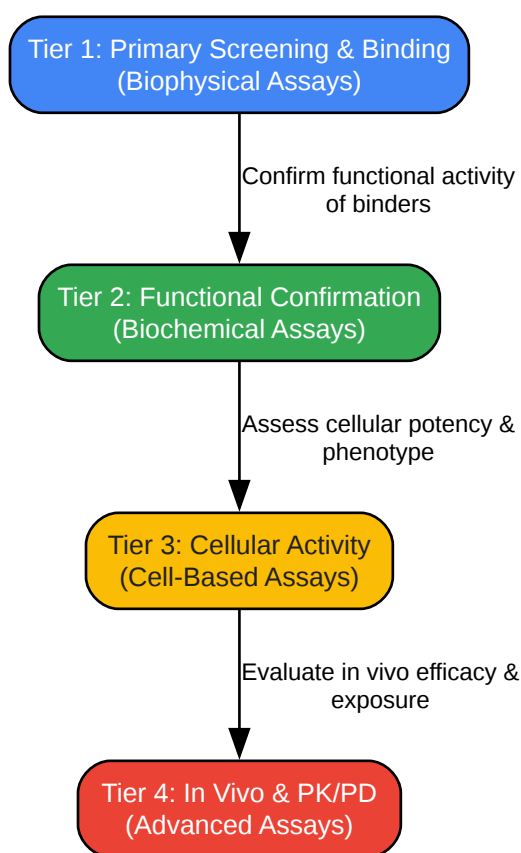 Tier 1: Primary Screening & Binding
(Biophysical Assays)
Confirm functional activity
of binders
Tier 2: Functional Confirmation
(Biochemical Assays)
Assess cellular potency &
phenotype
Tier 3: Cellular Activity
(Cell-Based Assays)
Evaluate in vivo efficacy &
exposure
Tier 4: In Vivo & PK/PD
(Advanced Assays)